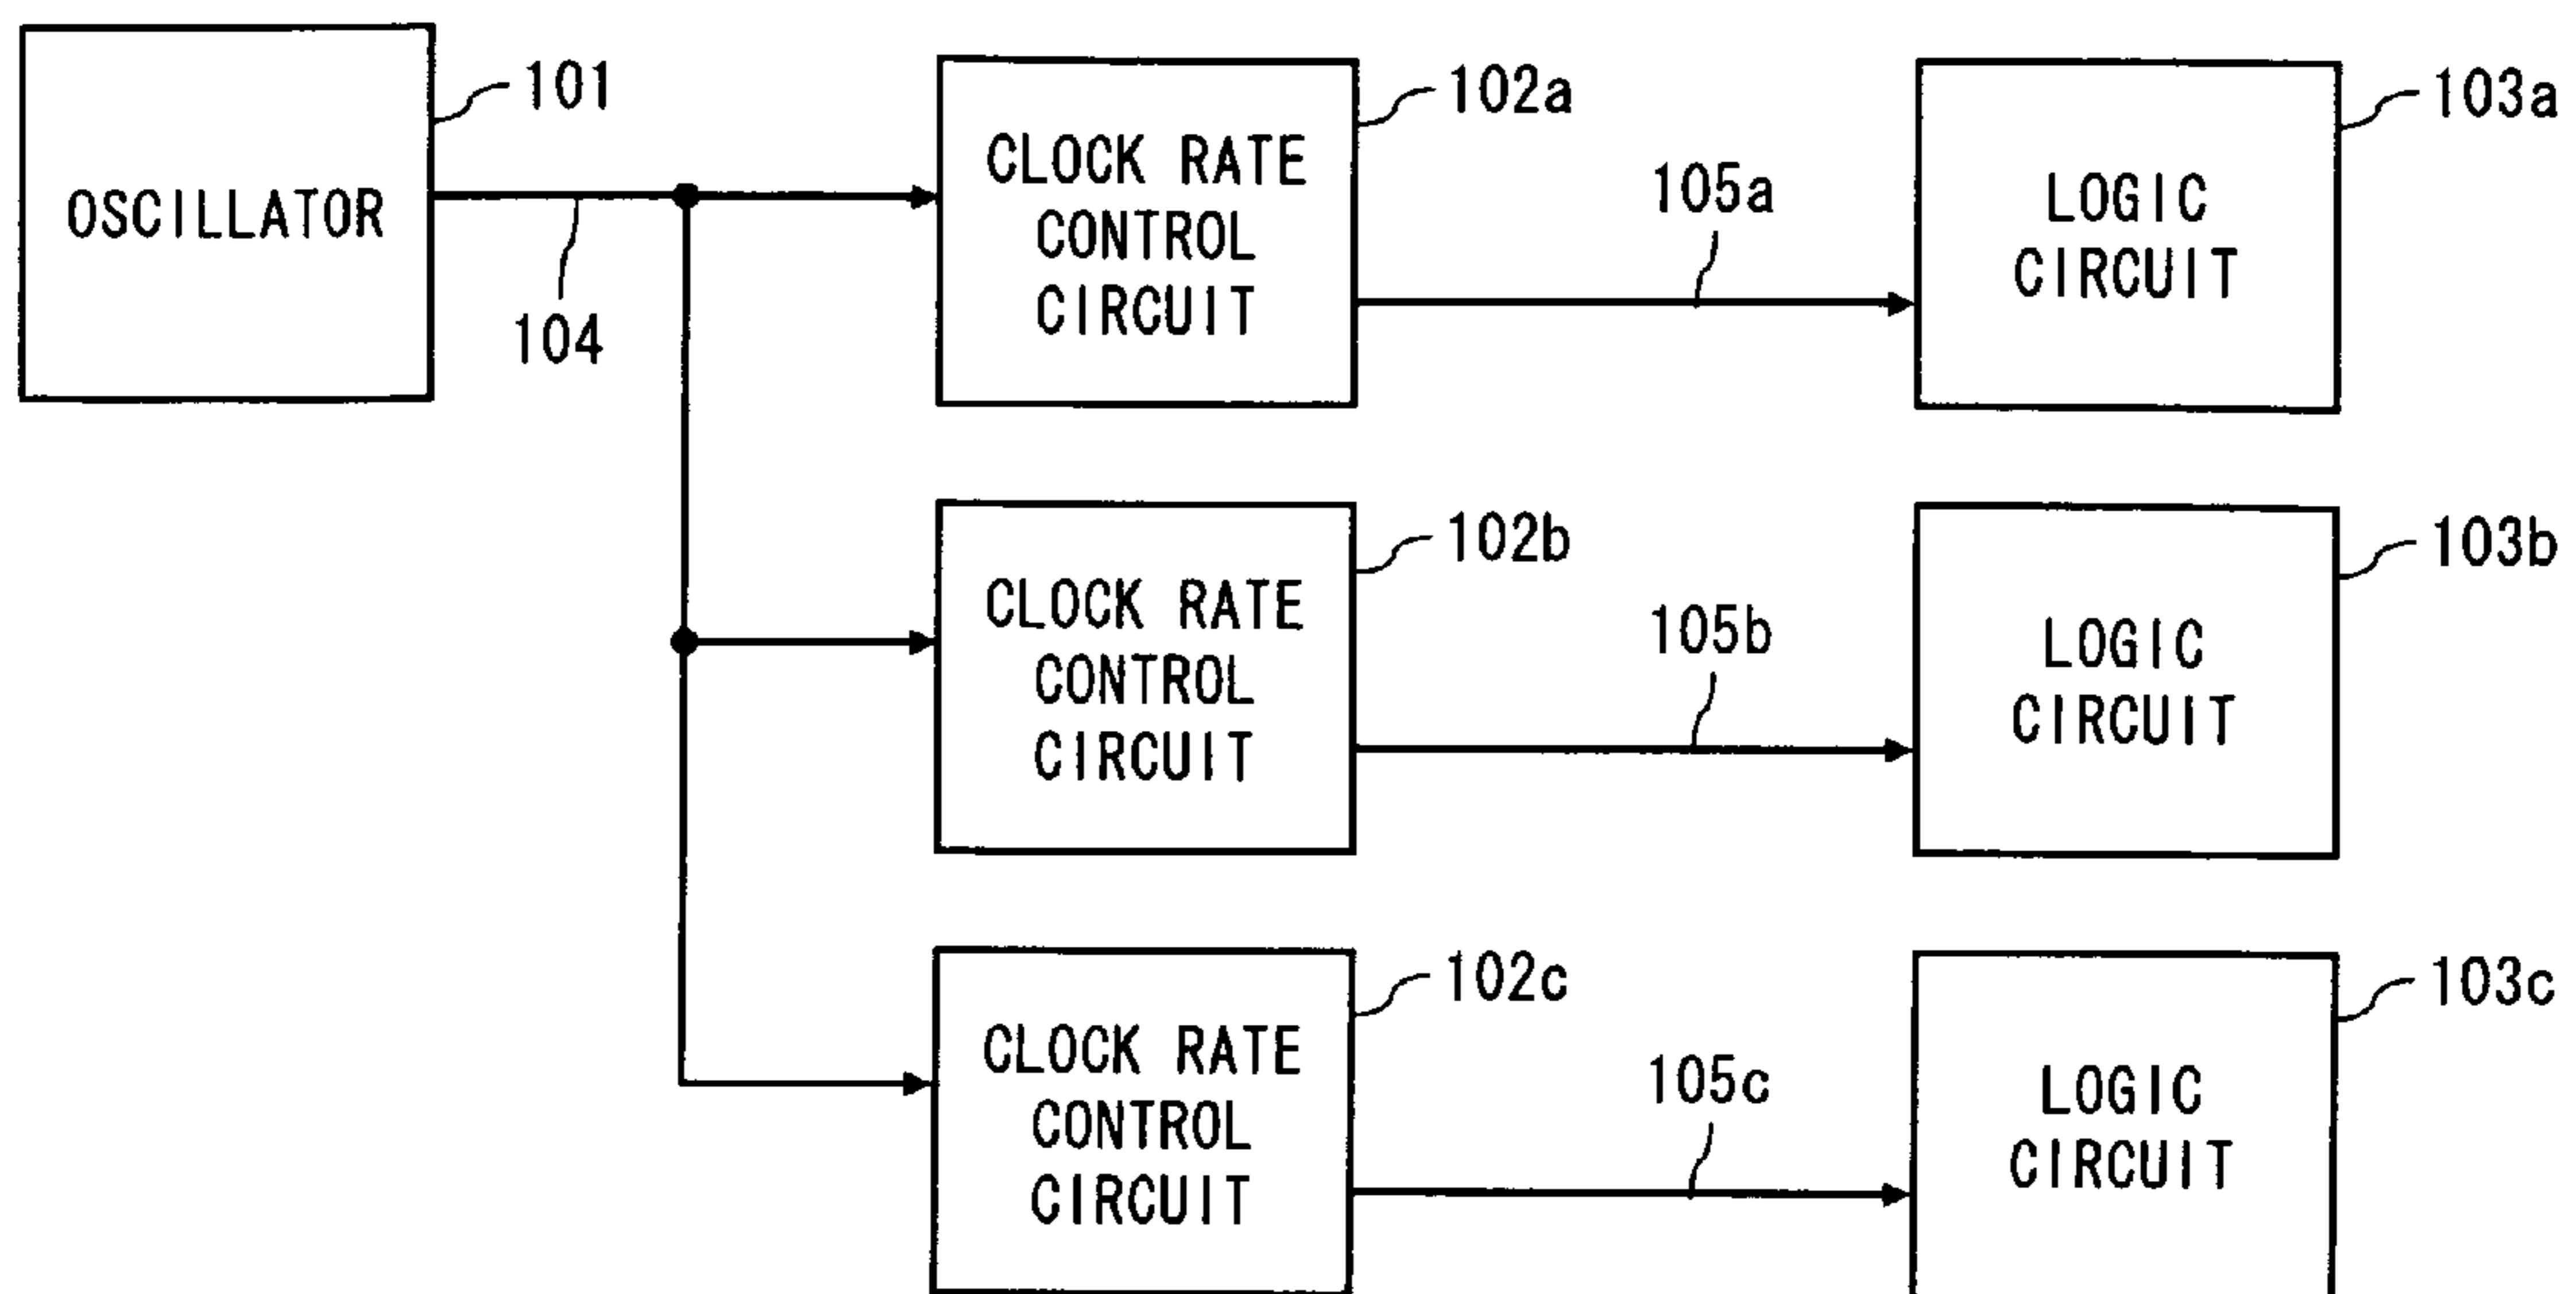 101
OSCILLATOR
104
102a
CLOCK RATE
CONTROL
CIRCUIT
105a
103a
LOGIC
CIRCUIT
102b
CLOCK RATE
CONTROL
CIRCUIT
105b
103b
LOGIC
CIRCUIT
102c
CLOCK RATE
CONTROL
CIRCUIT
105c
103c
LOGIC
CIRCUIT